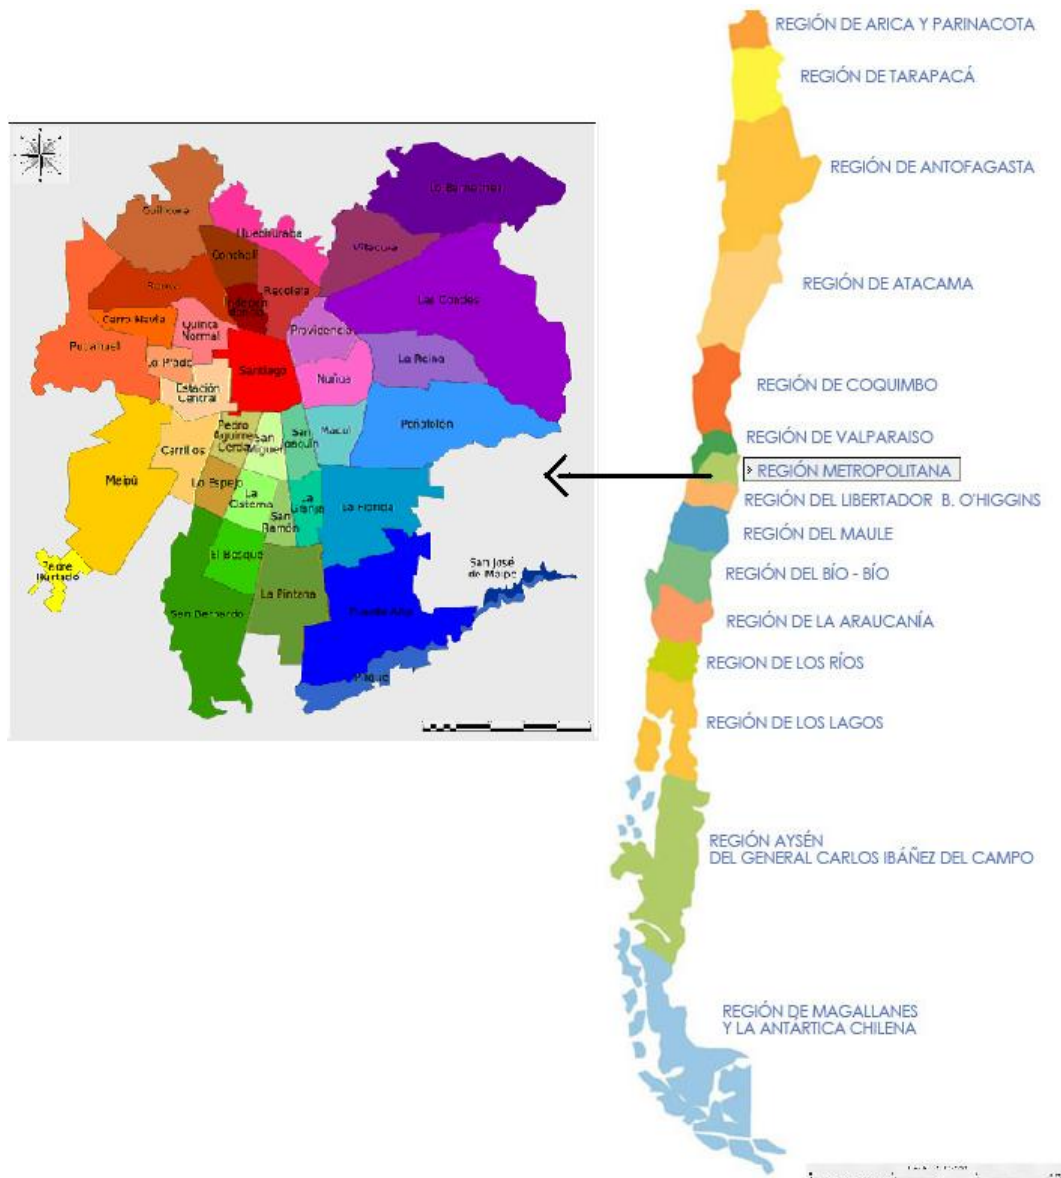 REGIÓN DE ARICA Y PARINACOTA
REGIÓN DE TARAPACÁ
REGIÓN DE ANTOFAGASTA
REGIÓN DE ATACAMA
REGIÓN DE COQUIMBO
REGIÓN DE VALPARAISO
REGIÓN METROPOLITANA
REGIÓN DEL LIBERTADOR B. O'HIGGINS
REGIÓN DEL MAULE
REGIÓN DEL BÍO - BÍO
REGIÓN DE LA ARAUCANÍA
REGION DE LOS RÍOS
REGIÓN DE LOS LAGOS
REGIÓN AYSÉN
DEL GENERAL CARLOS IBÁÑEZ DEL CAMPO
REGIÓN DE MAGALLANES
Y LA ANTÁRTICA CHILENA
Lo Barnechea
Quilicura
Huechuraba
Vitacura
Conchalí
Renca
Recoleta
Las Condes
Cerro Navia
Quinta
Normal
Providencia
Pudahuel
Lo Prado
Santiago
Ñuñoa
La Reina
Estación
Central
Pedro
Aguirre
Cerda
San
Miguel
San
Joaquín
Macul
Peñalolén
Cerrillos
Maipú
Lo Espejo
La
Cisterna
San
Ramón
La
Granja
La Florida
El Bosque
San José
de Maipo
Padre
Hurtado
San Bernardo
La Pintana
Puente Alto
Pirque